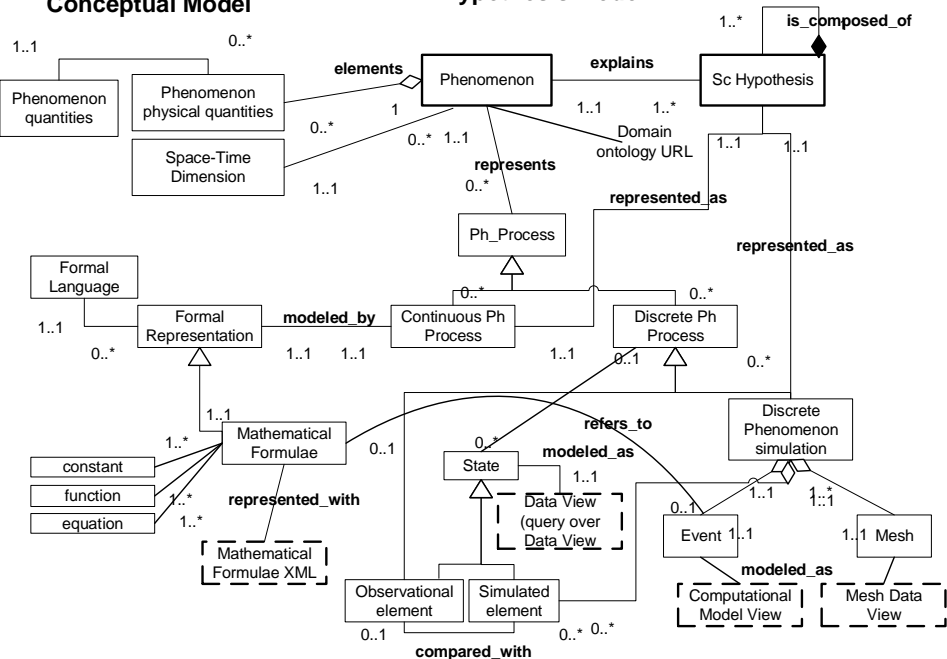 Conceptual Model
1..*
is_composed_of
1..1
0..*
elements
Phenomenon
explains
Sc Hypothesis
Phenomenon
quantities
Phenomenon
physical quantities
1
1..1
1..*
0..*
0..*
1..1
Domain
ontology URL
1..1
1..1
Space-Time
Dimension
represents
1..1
0..*
represented_as
Ph_Process
represented_as
Formal
Language
0..*
0..*
Formal
Representation
modeled_by
Continuous Ph
Process
Discrete Ph
Process
1..1
0..*
1..1
1..1
1..1
0..1
0..*
1..1
Discrete
Phenomenon
simulation
refers_to
Mathematical
Formulae
1..*
0..1
0..*
modeled_as
constant
State
1..1
function
represented_with
1..*
1..1
1..*
1..1
equation
1..*
Data View
(query over
Data View
0..1
Event
1..1
1..1
Mesh
Mathematical
Formulae XML
modeled_as
Observational
element
Simulated
element
Computational
Model View
Mesh Data
View
0..1
0..*
0..*
compared_with